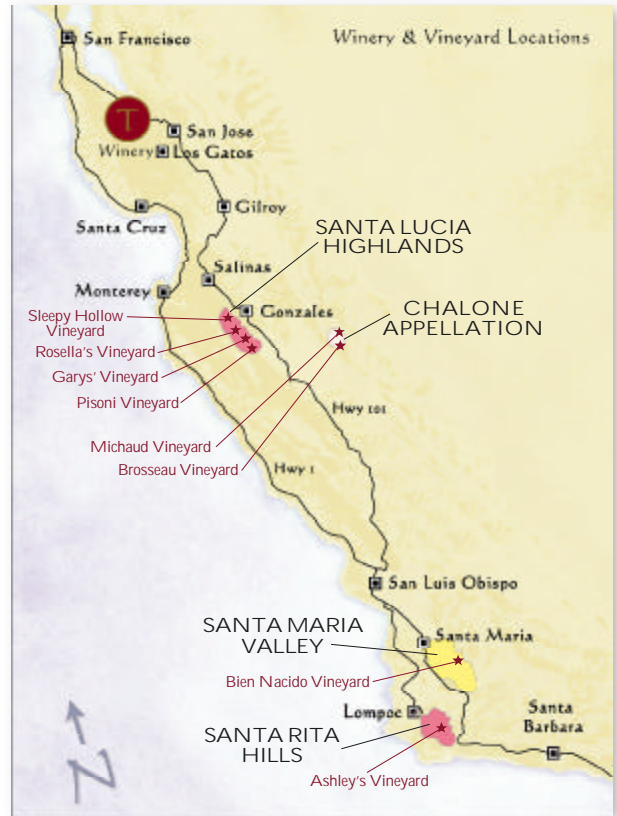 San Francisco
Winery & Vineyard Locations
T
San Jose
Winery
Los Gatos
Santa Cruz
Gilroy
SANTA LUCIA
HIGHLANDS
Salinas
Monterey
Gonzales
CHALONE
APPELLATION
Sleepy Hollow
Vineyard
Rosella's Vineyard
Garys' Vineyard
Pisoni Vineyard
Hwy 101
Michaud Vineyard
Brosseau Vineyard
Hwy 1
San Luis Obispo
SANTA MARIA
VALLEY
Santa Maria
Bien Nacido Vineyard
Lompoc
Santa
Barbara
SANTA RITA
HILLS
Ashley's Vineyard
N